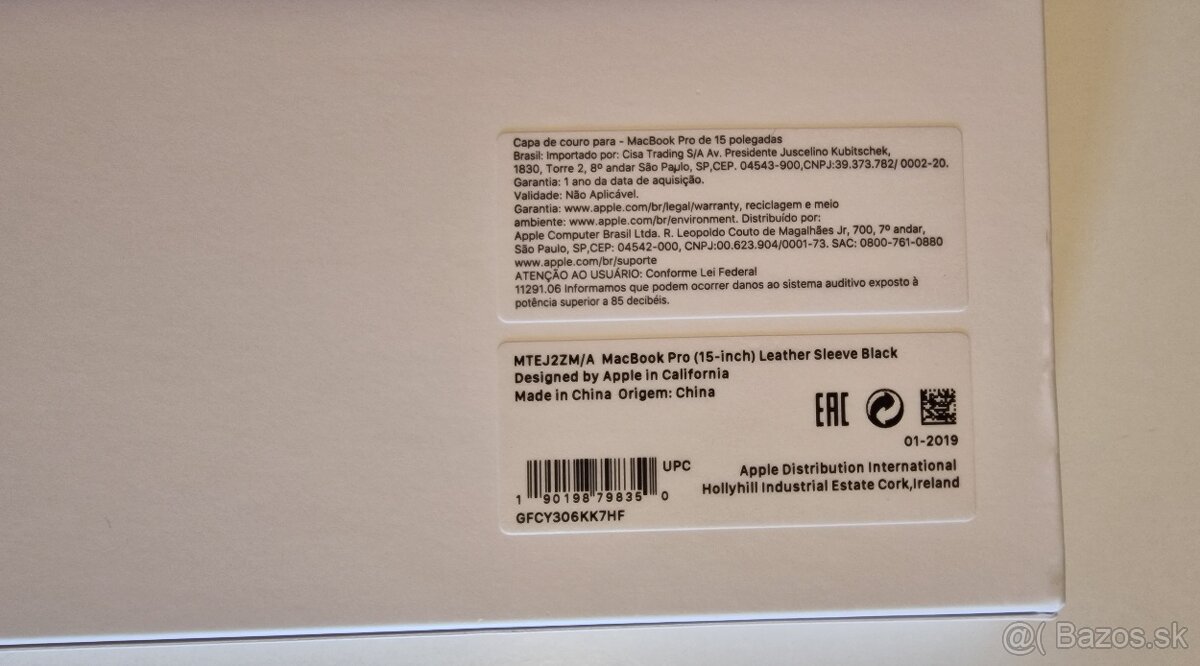 Capa de couro para - MacBook Pro de 15 polegadas
Brasil: Importado por: Cisa Trading S/A Av. Presidente Juscelino Kubitschek,
1830, Torre 2, 8º andar São Paulo, SP,CEP. 04543-900,CNPJ:39.373.782/ 0002-20.
Garantia: 1 ano da data de aquisição.
Validade: Não Aplicável.
Garantia: www.apple.com/br/legal/warranty, reciclagem e meio
ambiente: www.apple.com/br/environment. Distribuído por:
Apple Computer Brasil Ltda. R. Leopoldo Couto de Magalhães Jr, 700, 7º andar,
São Paulo, SP,CEP: 04542-000, CNPJ:00.623.904/0001-73. SAC: 0800-761-0880
www.apple.com/br/suporte
ATENÇÃO AO USUÁRIO: Conforme Lei Federal
11291.06 Informamos que podem ocorrer danos ao sistema auditivo exposto à
potência superior a 85 decibéis.
MTEJ2ZM/A MacBook Pro (15-inch) Leather Sleeve Black
Designed by Apple in California
Made in China Origem: China
EAC
01-2019
UPC
1 90198 79835 0
GFCY306KK7HF
Apple Distribution International
Hollyhill Industrial Estate Cork,Ireland
@( Bazos.sk